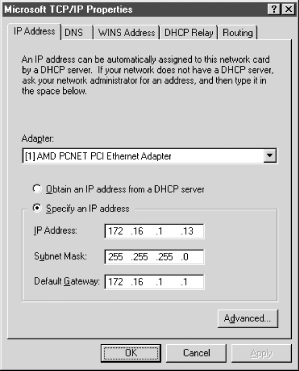 Microsoft TCP/IP Properties
IP Address DNS WINS Address DHCP Relay Routing
An IP address can be automatically assigned to this network card
by a DHCP server. If your network does not have a DHCP server,
ask your network administrator for an address, and then type it in
the space below.
Adapter:
[1] AMD PCNET PCI Ethernet Adapter
Obtain an IP address from a DHCP server
Specify an IP address
IP Address: 172 .16 .1 .13
Subnet Mask: 255 .255 .255 .0
Default Gateway: 172 .16 .1 .1
Advanced...
OK Cancel Apply